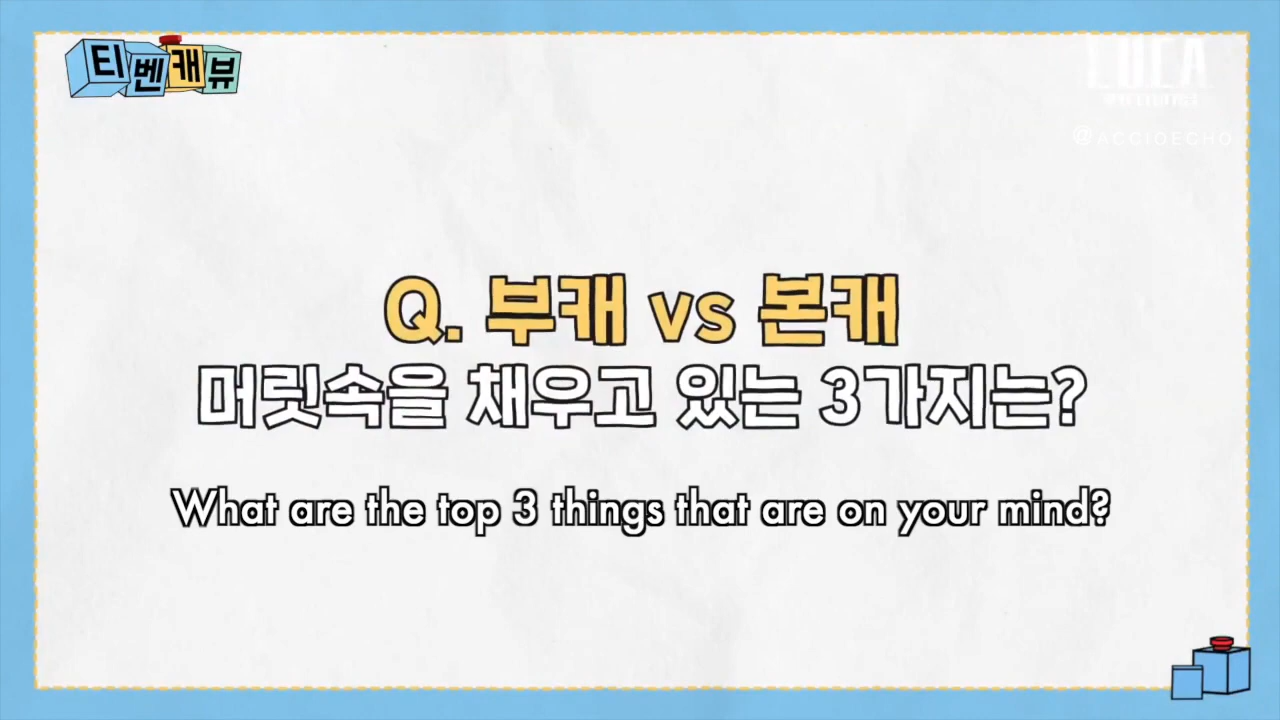 티벤캐뷰
LUCA
@ACCIOECHO
Q. 부캐 vs 본캐
머릿속을 채우고 있는 3가지는?
What are the top 3 things that are on your mind?